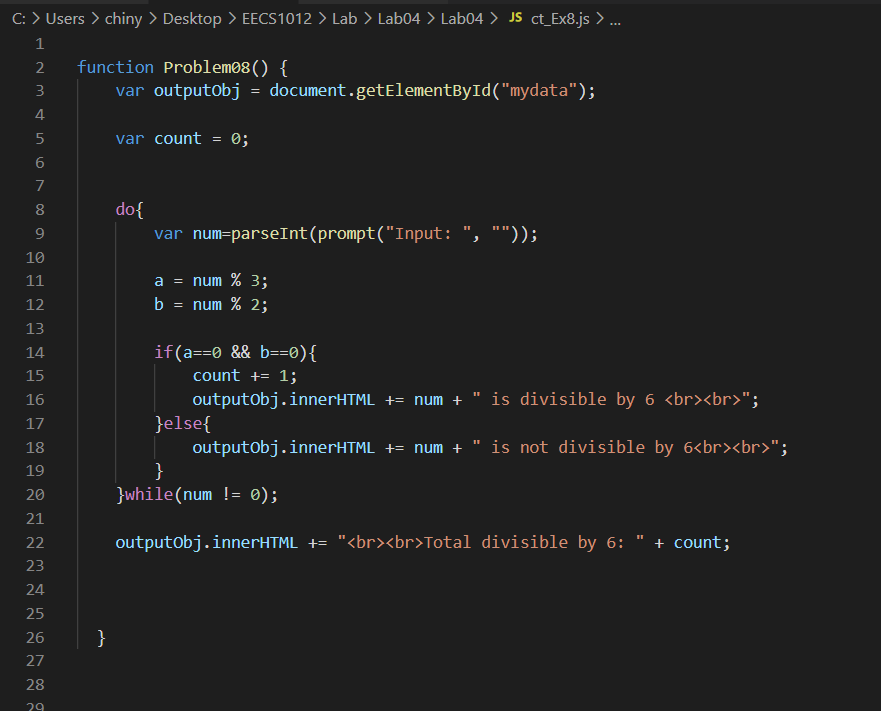 C: > Users > chiny > Desktop > EECS1012 > Lab > Lab04 > Lab04 > JS ct_Ex8.js > ...
1
2 function Problem08() {
3 var outputObj = document.getElementById("mydata");
4
5 var count = 0;
6
7
8 do{
9 var num=parseInt(prompt("Input: ", ""));
10
11 a = num % 3;
12 b = num % 2;
13
14 if(a==0 && b==0){
15 count += 1;
16 outputObj.innerHTML += num + " is divisible by 6 <br><br>";
17 }else{
18 outputObj.innerHTML += num + " is not divisible by 6<br><br>";
19 }
20 }while(num != 0);
21
22 outputObj.innerHTML += "<br><br>Total divisible by 6: " + count;
23
24
25
26 }
27
28
29